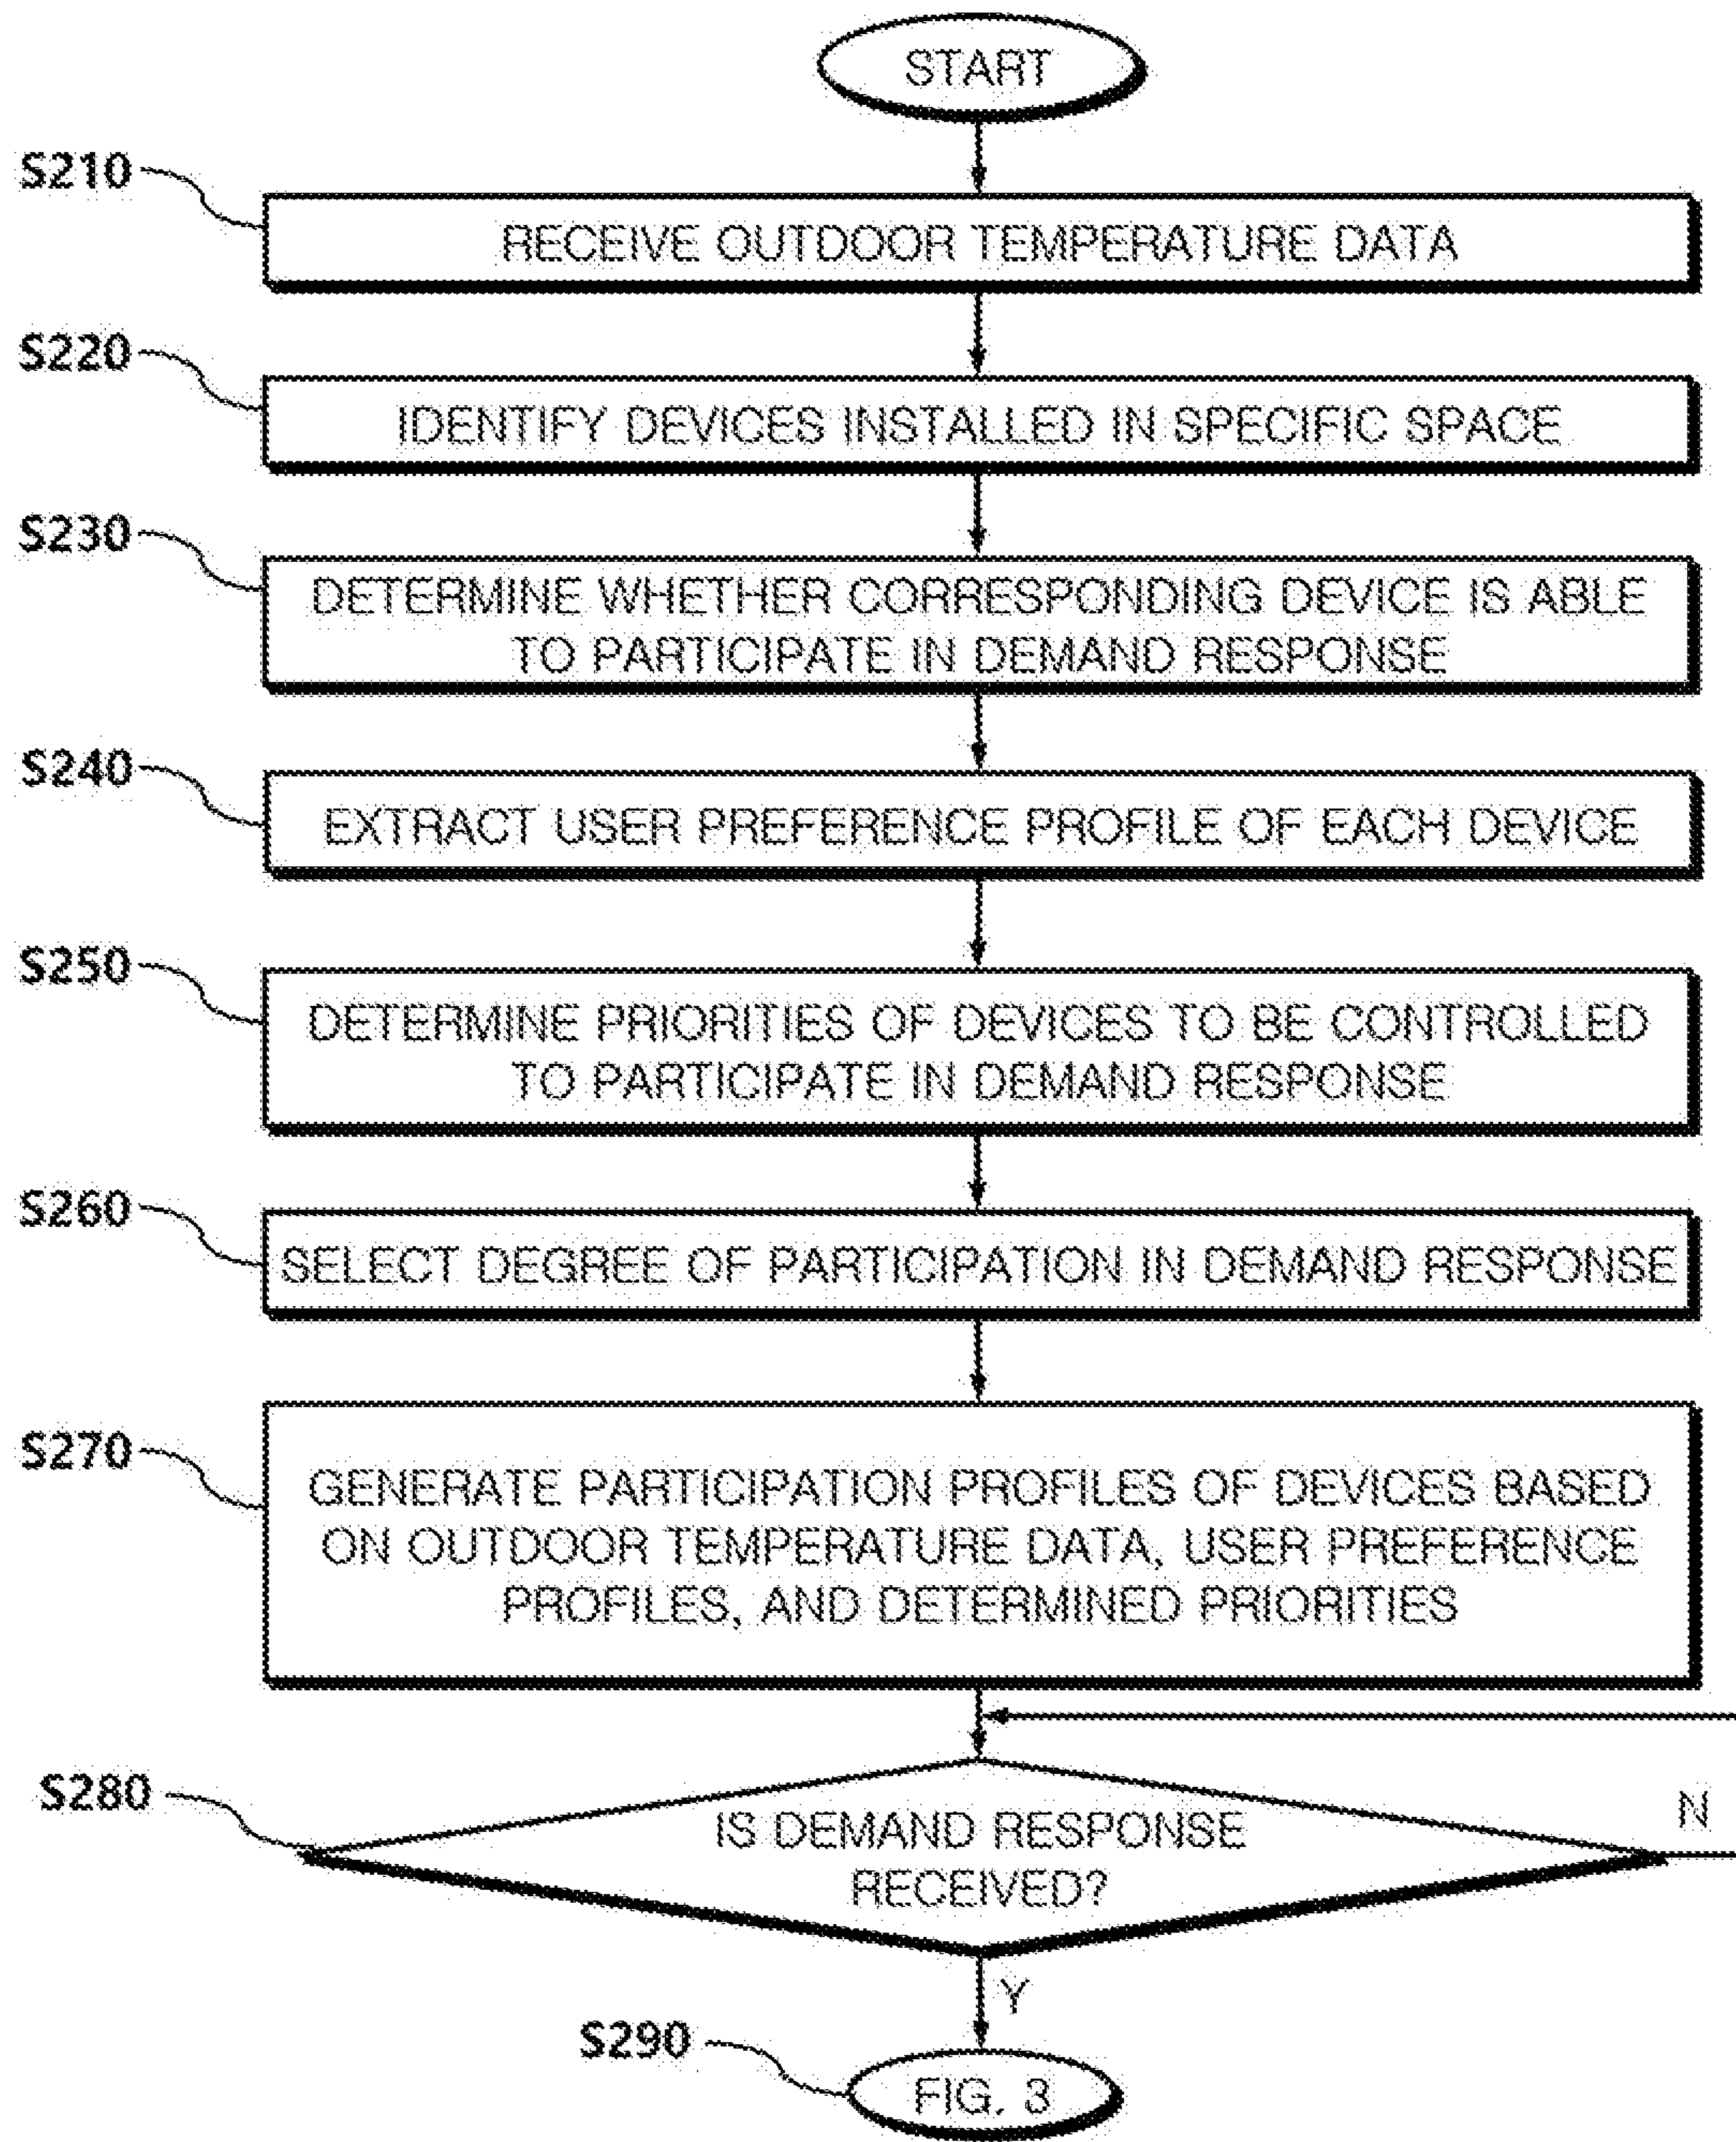 START
S210
RECEIVE OUTDOOR TEMPERATURE DATA
S220
IDENTIFY DEVICES INSTALLED IN SPECIFIC SPACE
S230
DETERMINE WHETHER CORRESPONDING DEVICE IS ABLE
TO PARTICIPATE IN DEMAND RESPONSE
S240
EXTRACT USER PREFERENCE PROFILE OF EACH DEVICE
S250
DETERMINE PRIORITIES OF DEVICES TO BE CONTROLLED
TO PARTICIPATE IN DEMAND RESPONSE
S260
SELECT DEGREE OF PARTICIPATION IN DEMAND RESPONSE
S270
GENERATE PARTICIPATION PROFILES OF DEVICES BASED
ON OUTDOOR TEMPERATURE DATA, USER PREFERENCE
PROFILES, AND DETERMINED PRIORITIES
S280
IS DEMAND RESPONSE
RECEIVED?
N
Y
S290
FIG. 3